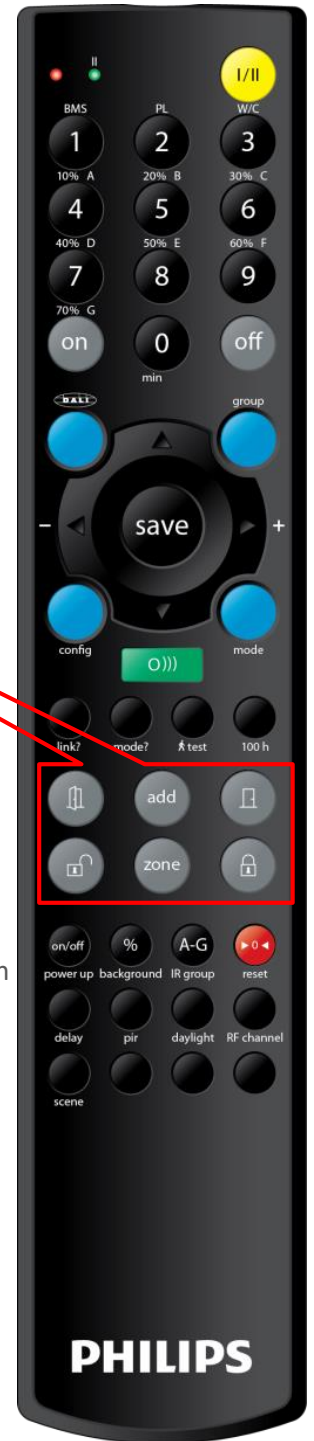 II
I/II
BMS PL W/C
1 2 3
10% A 20% B 30% C
4 5 6
40% D 50% E 60% F
7 8 9
70% G
on 0 off
min
DALI group
- save +
config mode
O)))
link? mode? test 100 h
add
zone
on/off % A-G ►0◄
power up background IR group reset
delay pir daylight RF channel
scene
PHILIPS